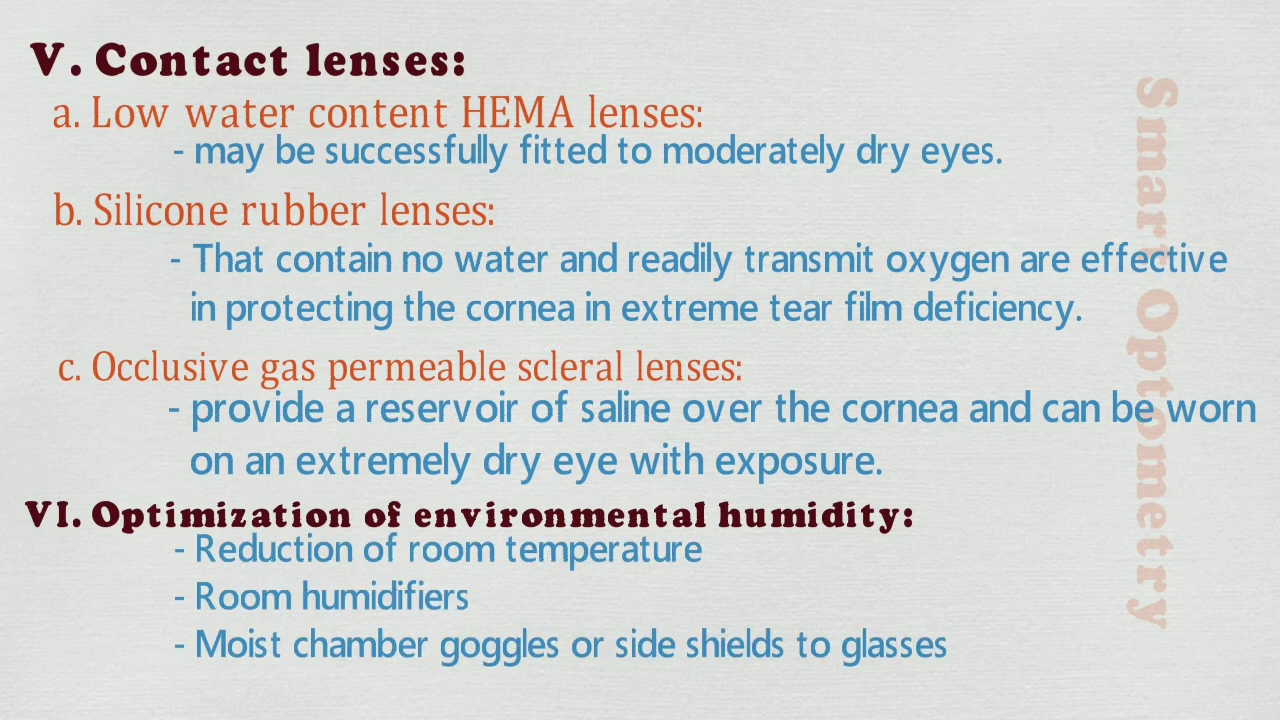 V. Contact lenses:
a. Low water content HEMA lenses:
- may be successfully fitted to moderately dry eyes.
b. Silicone rubber lenses:
- That contain no water and readily transmit oxygen are effective
in protecting the cornea in extreme tear film deficiency.
c. Occlusive gas permeable scleral lenses:
- provide a reservoir of saline over the cornea and can be worn
on an extremely dry eye with exposure.
VI. Optimization of environmental humidity:
- Reduction of room temperature
- Room humidifiers
- Moist chamber goggles or side shields to glasses
Smart Optometry